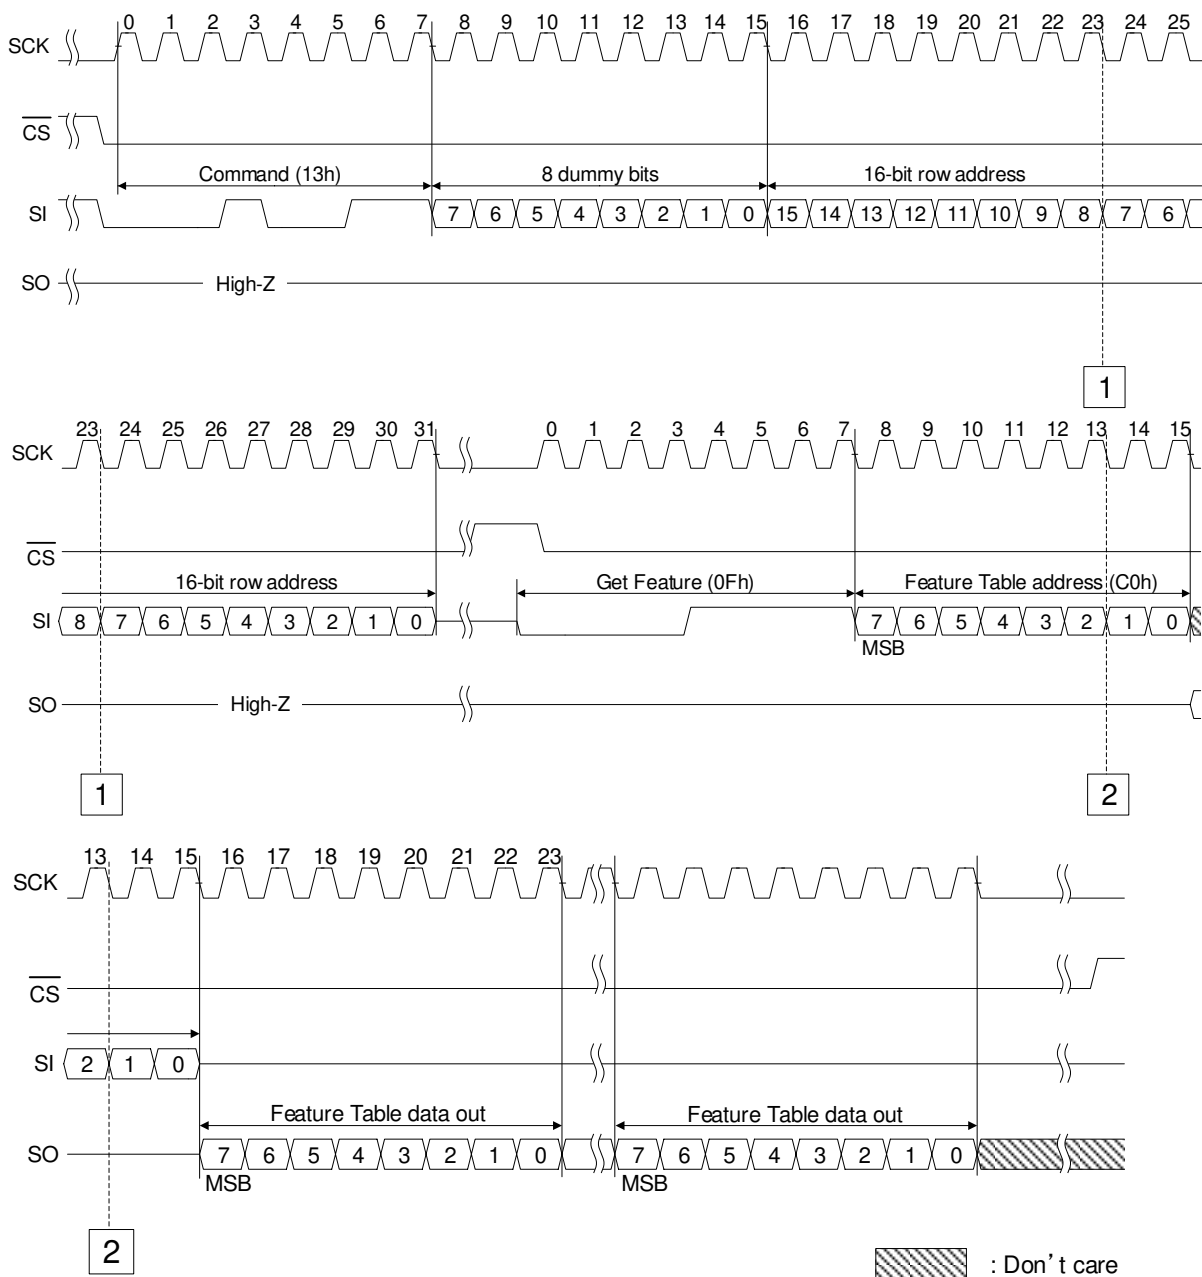 0 1 2 3 4 5 6 7 8 9 10 11 12 13 14 15 16 17 18 19 20 21 22 23 24 25
SCK
CS
Command (13h) 8 dummy bits 16-bit row address
SI 7 6 5 4 3 2 1 0 15 14 13 12 11 10 9 8 7 6
SO High-Z
1
23 24 25 26 27 28 29 30 31 0 1 2 3 4 5 6 7 8 9 10 11 12 13 14 15
SCK
CS
16-bit row address Get Feature (0Fh) Feature Table address (C0h)
SI 8 7 6 5 4 3 2 1 0 7 6 5 4 3 2 1 0
MSB
SO High-Z
1 2
13 14 15 16 17 18 19 20 21 22 23
SCK
CS
SI 2 1 0
Feature Table data out Feature Table data out
SO 7 6 5 4 3 2 1 0 7 6 5 4 3 2 1 0
MSB MSB
2
: Don't care